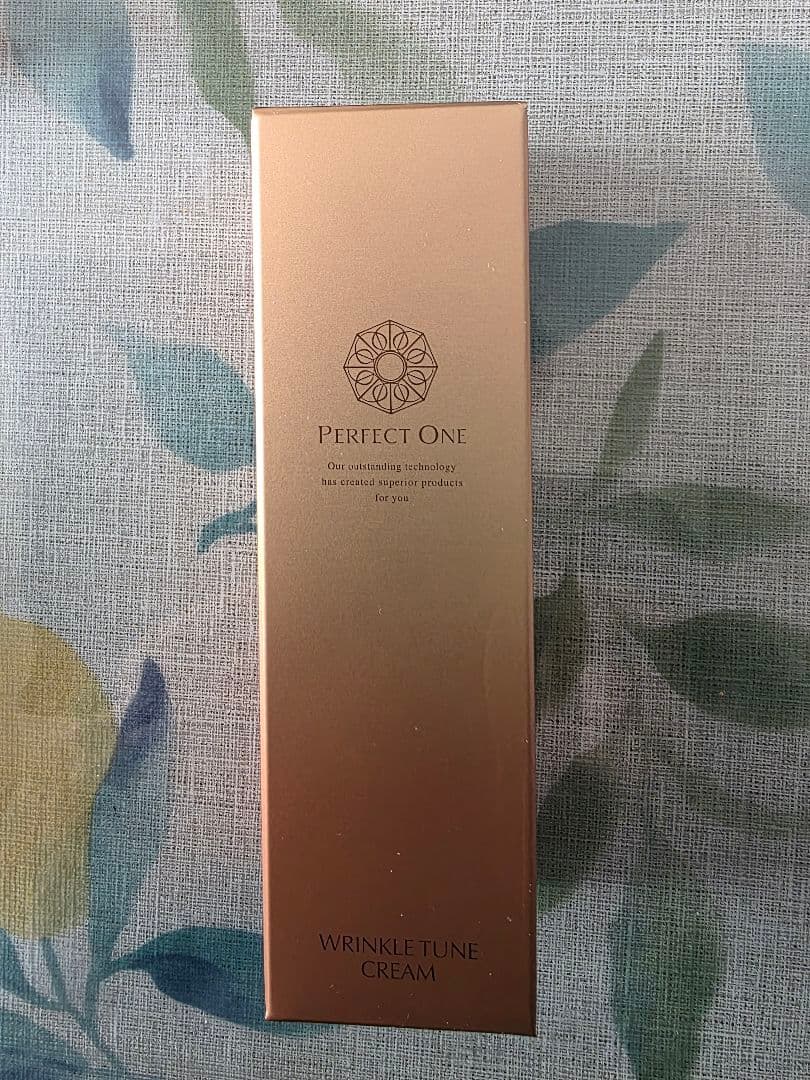 PERFECT ONE
Our outstanding technology
has created superior products
for you
WRINKLE TUNE
CREAM